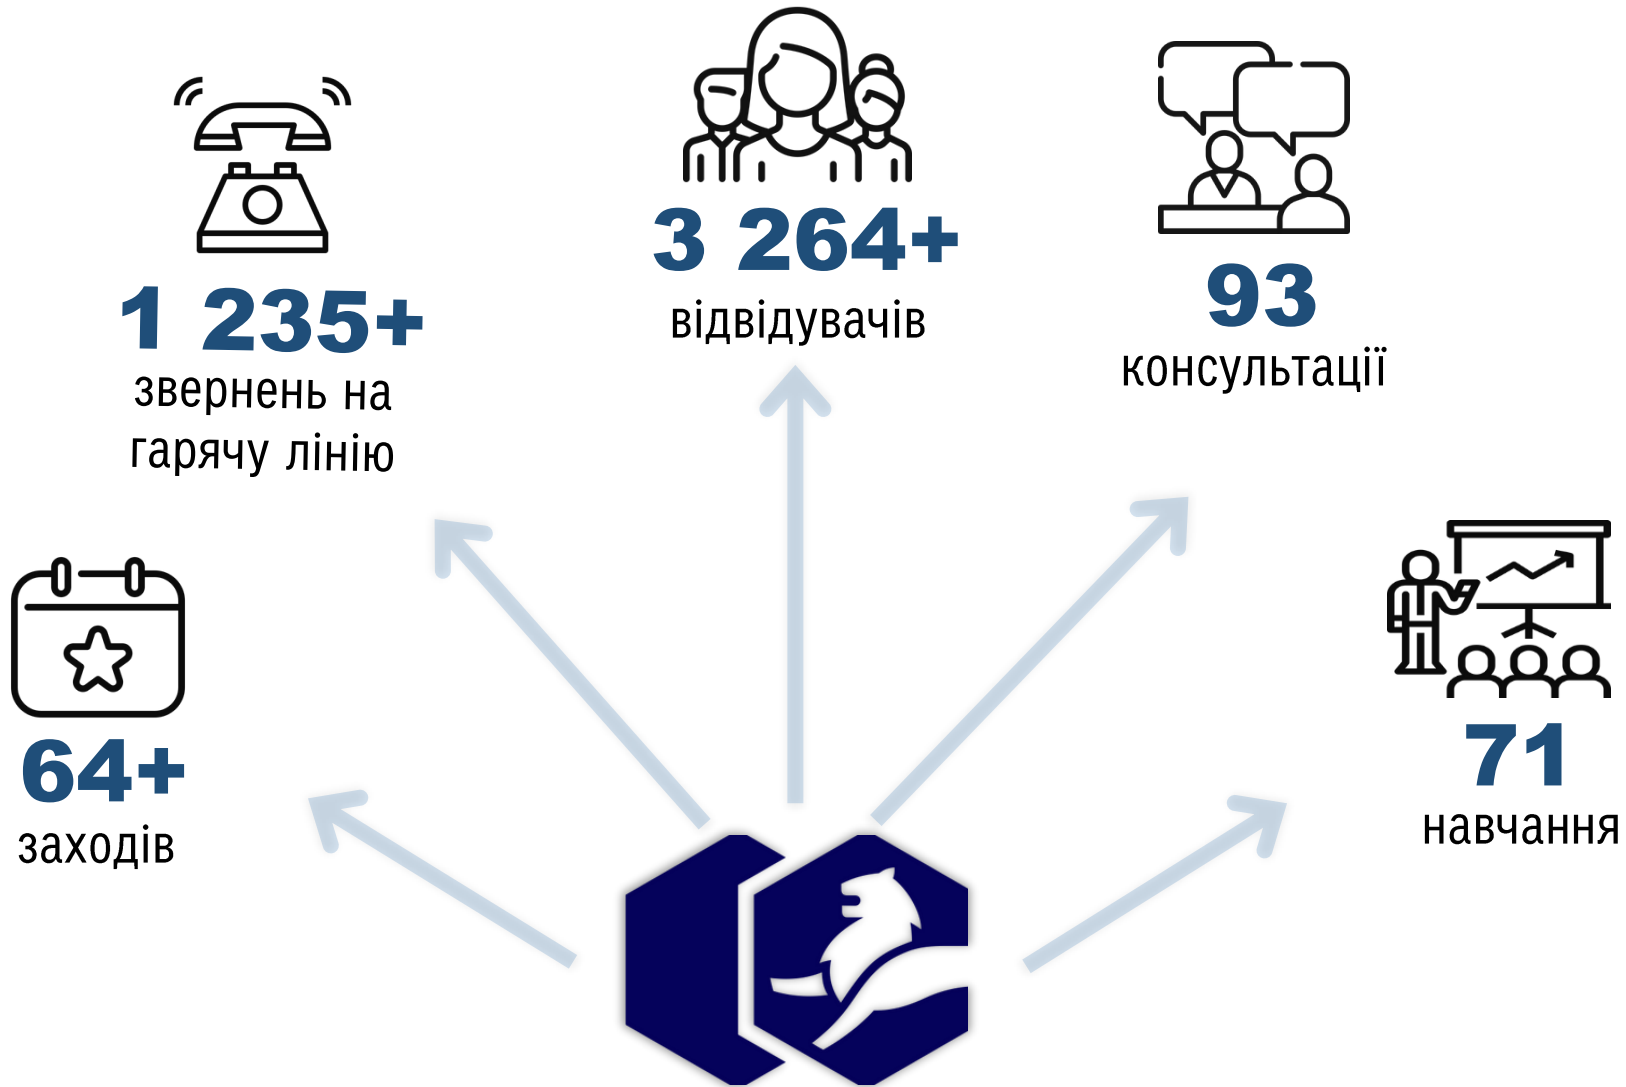 3 264+
відвідувачів
93
консультації
1 235+
звернень на
гарячу лінію
64+
заходів
71
навчання